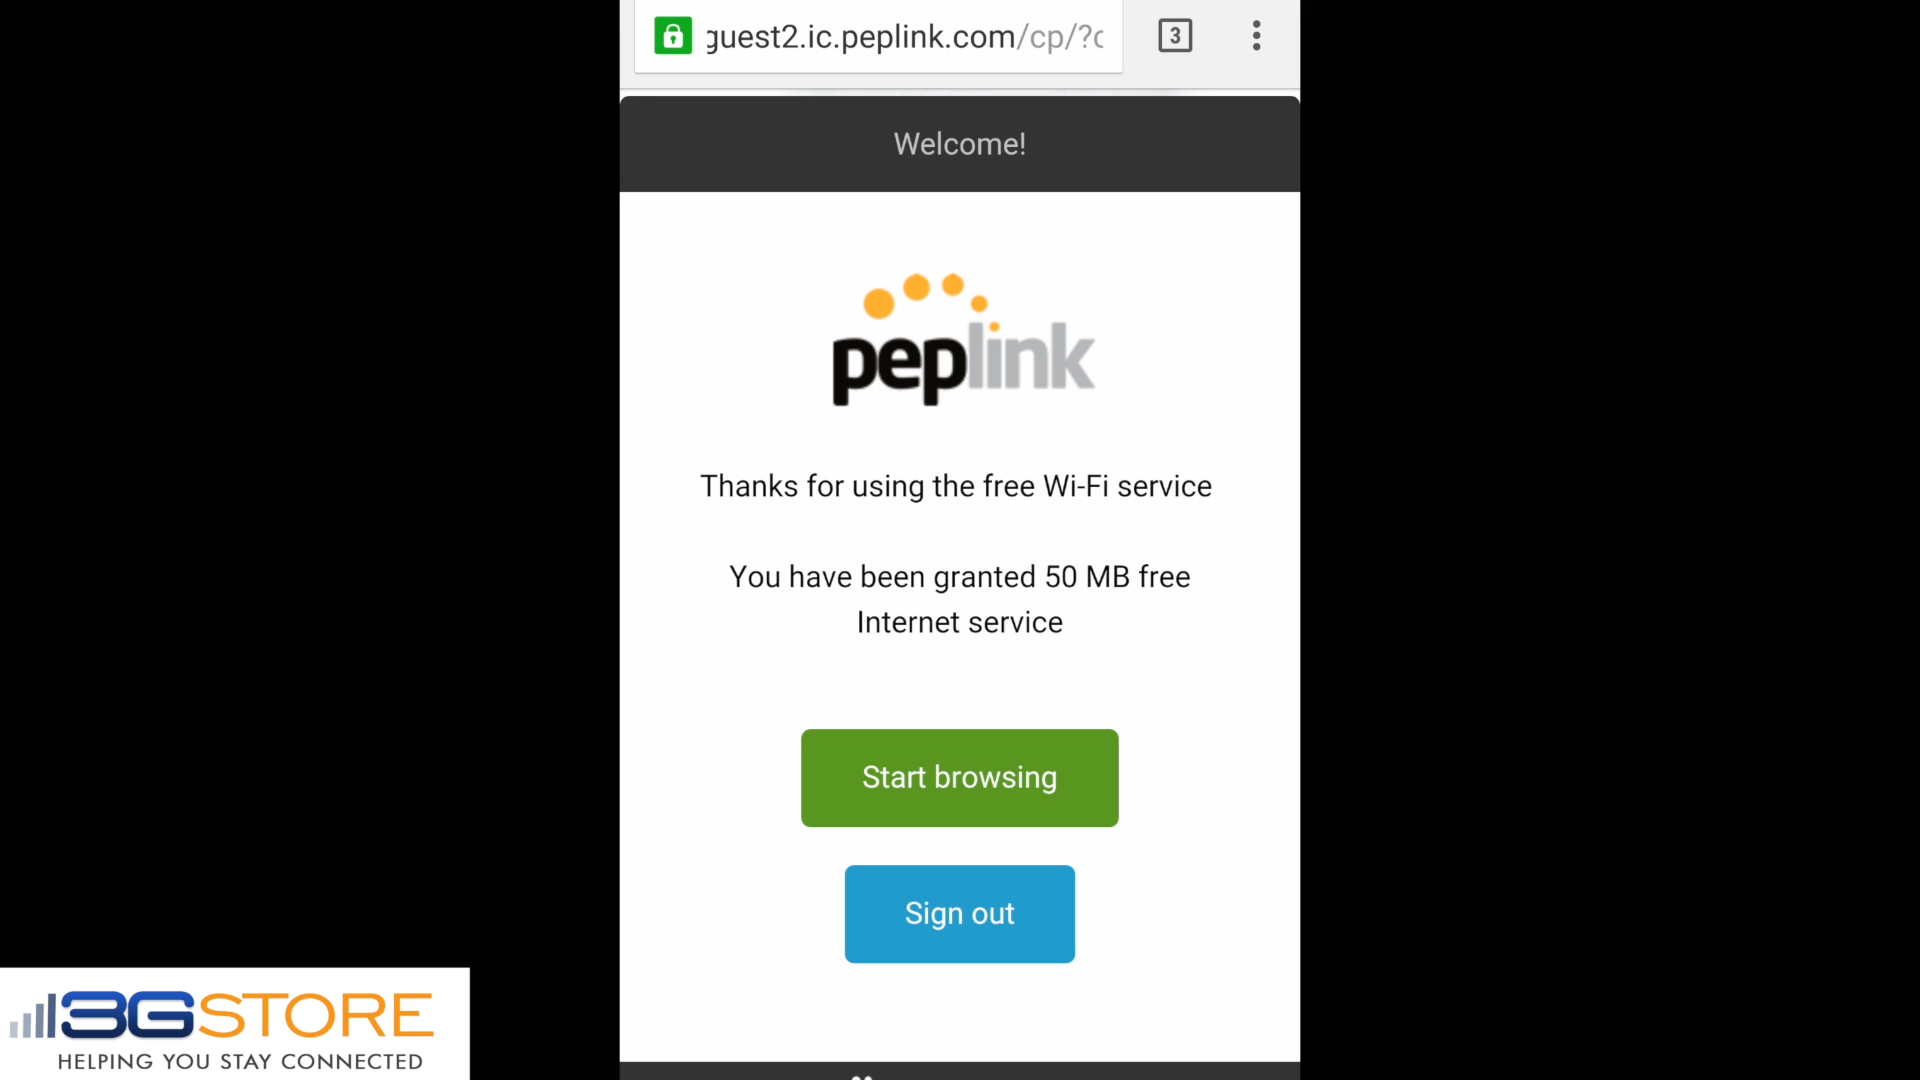 guest2.ic.peplink.com/cp/?c
3
Welcome!
peplink
Thanks for using the free Wi-Fi service
You have been granted 50 MB free
Internet service
Start browsing
Sign out
3GSTORE
HELPING YOU STAY CONNECTED